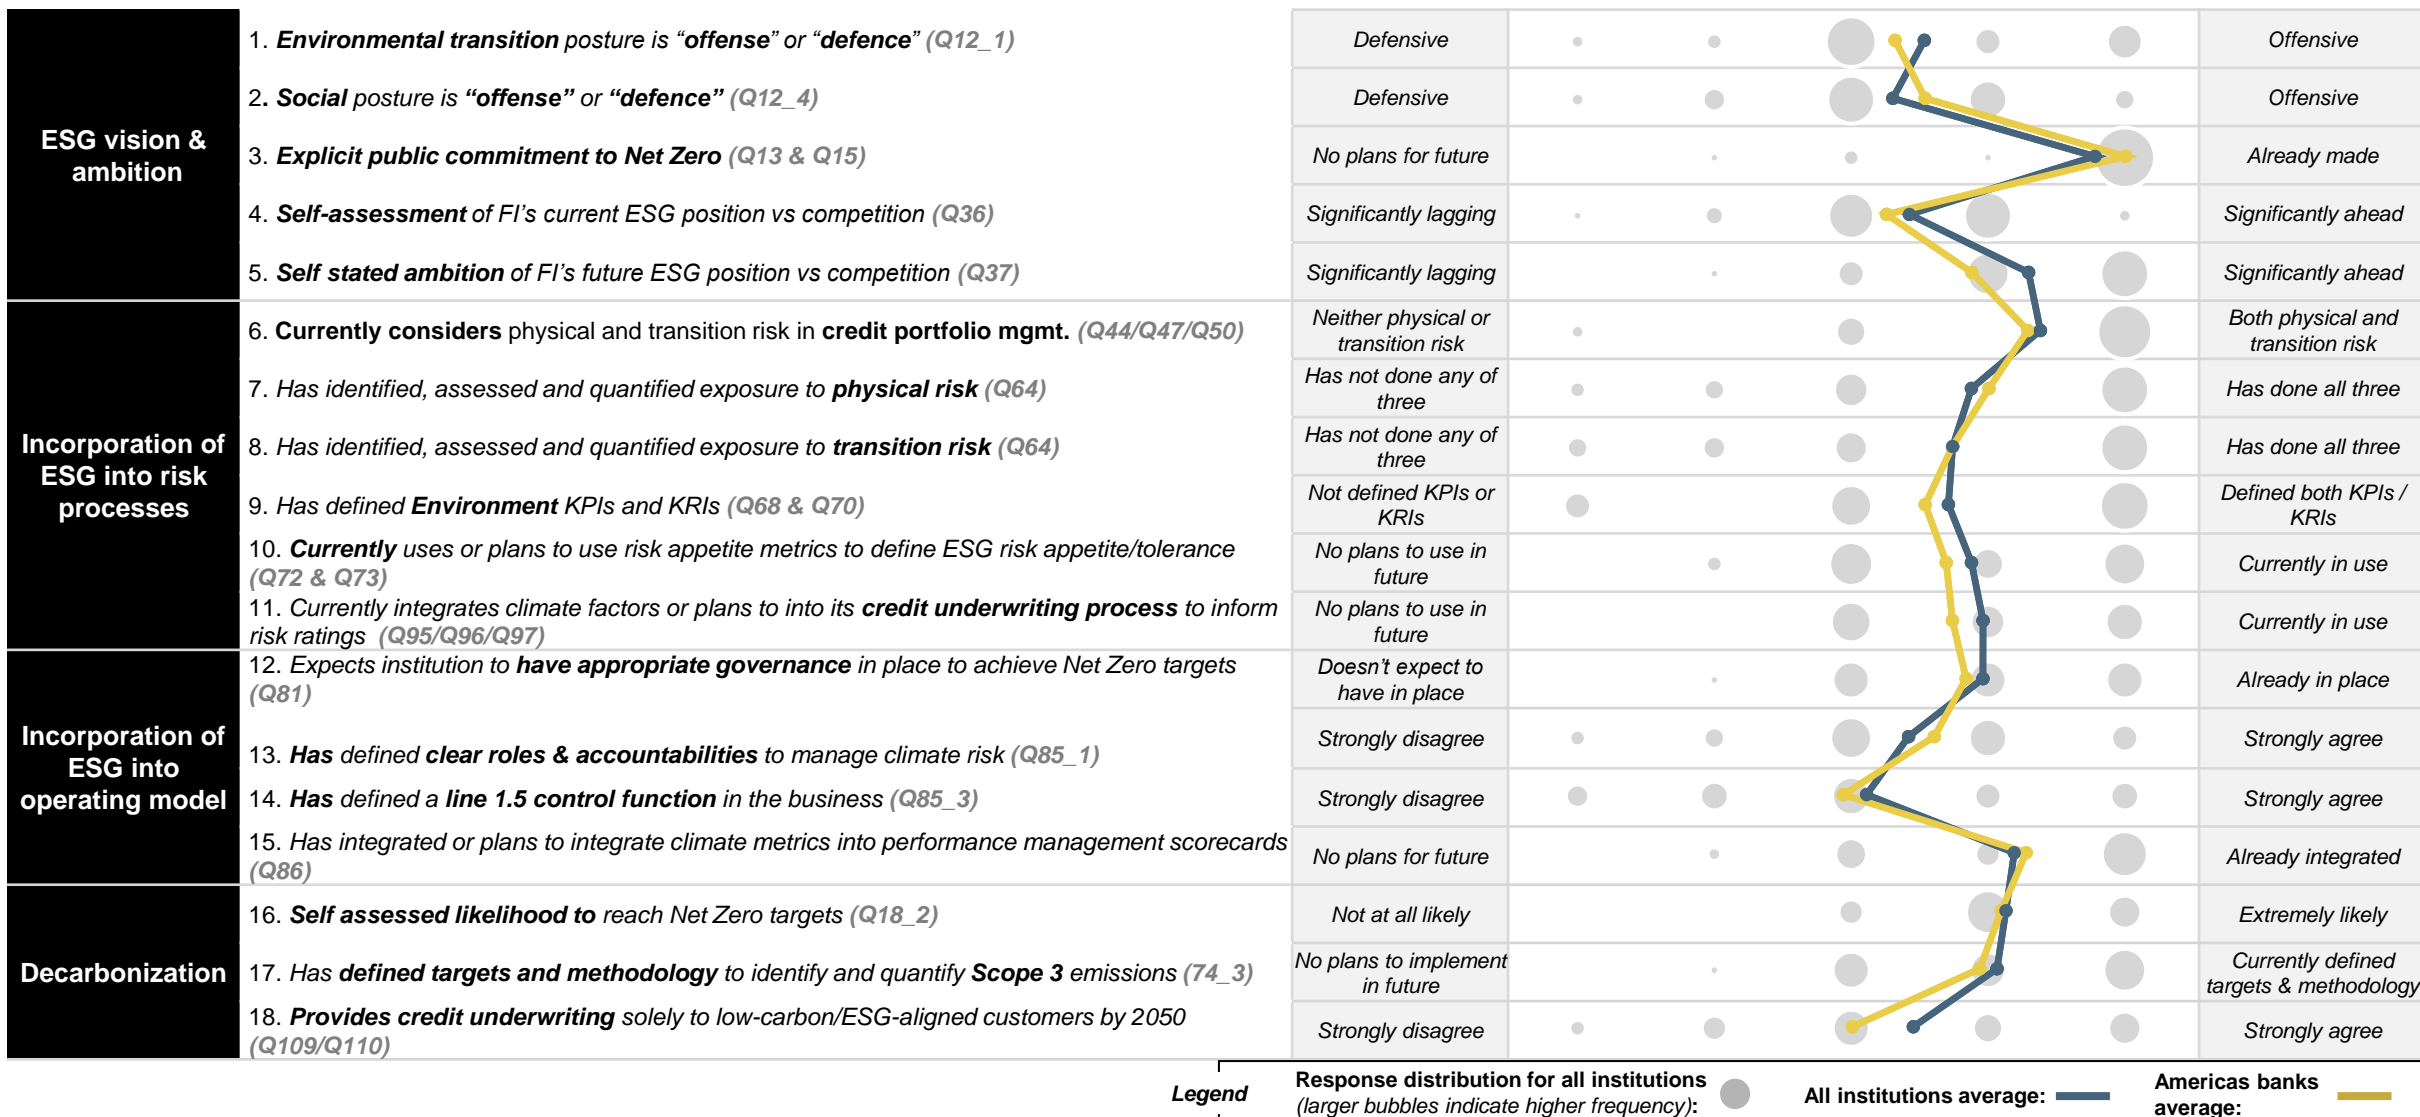 ESG vision &
ambition
1. Environmental transition posture is “offense” or “defence” (Q12_1)
Defensive
Offensive
2. Social posture is “offense” or “defence” (Q12_4)
Defensive
Offensive
3. Explicit public commitment to Net Zero (Q13 & Q15)
No plans for future
Already made
4. Self-assessment of FI’s current ESG position vs competition (Q36)
Significantly lagging
Significantly ahead
5. Self stated ambition of FI’s future ESG position vs competition (Q37)
Significantly lagging
Significantly ahead
Incorporation of
ESG into risk
processes
6. Currently considers physical and transition risk in credit portfolio mgmt. (Q44/Q47/Q50)
Neither physical or
transition risk
Both physical and
transition risk
7. Has identified, assessed and quantified exposure to physical risk (Q64)
Has not done any of
three
Has done all three
8. Has identified, assessed and quantified exposure to transition risk (Q64)
Has not done any of
three
Has done all three
9. Has defined Environment KPIs and KRIs (Q68 & Q70)
Not defined KPIs or
KRIs
Defined both KPIs /
KRIs
10. Currently uses or plans to use risk appetite metrics to define ESG risk appetite/tolerance
(Q72 & Q73)
No plans to use in
future
Currently in use
11. Currently integrates climate factors or plans to into its credit underwriting process to inform
risk ratings (Q95/Q96/Q97)
No plans to use in
future
Currently in use
Incorporation of
ESG into
operating model
12. Expects institution to have appropriate governance in place to achieve Net Zero targets
(Q81)
Doesn’t expect to
have in place
Already in place
13. Has defined clear roles & accountabilities to manage climate risk (Q85_1)
Strongly disagree
Strongly agree
14. Has defined a line 1.5 control function in the business (Q85_3)
Strongly disagree
Strongly agree
15. Has integrated or plans to integrate climate metrics into performance management scorecards
(Q86)
No plans for future
Already integrated
Decarbonization
16. Self assessed likelihood to reach Net Zero targets (Q18_2)
Not at all likely
Extremely likely
17. Has defined targets and methodology to identify and quantify Scope 3 emissions (74_3)
No plans to implement
in future
Currently defined
targets & methodology
18. Provides credit underwriting solely to low-carbon/ESG-aligned customers by 2050
(Q109/Q110)
Strongly disagree
Strongly agree
Legend
Response distribution for all institutions
(larger bubbles indicate higher frequency):
All institutions average:
Americas banks
average: